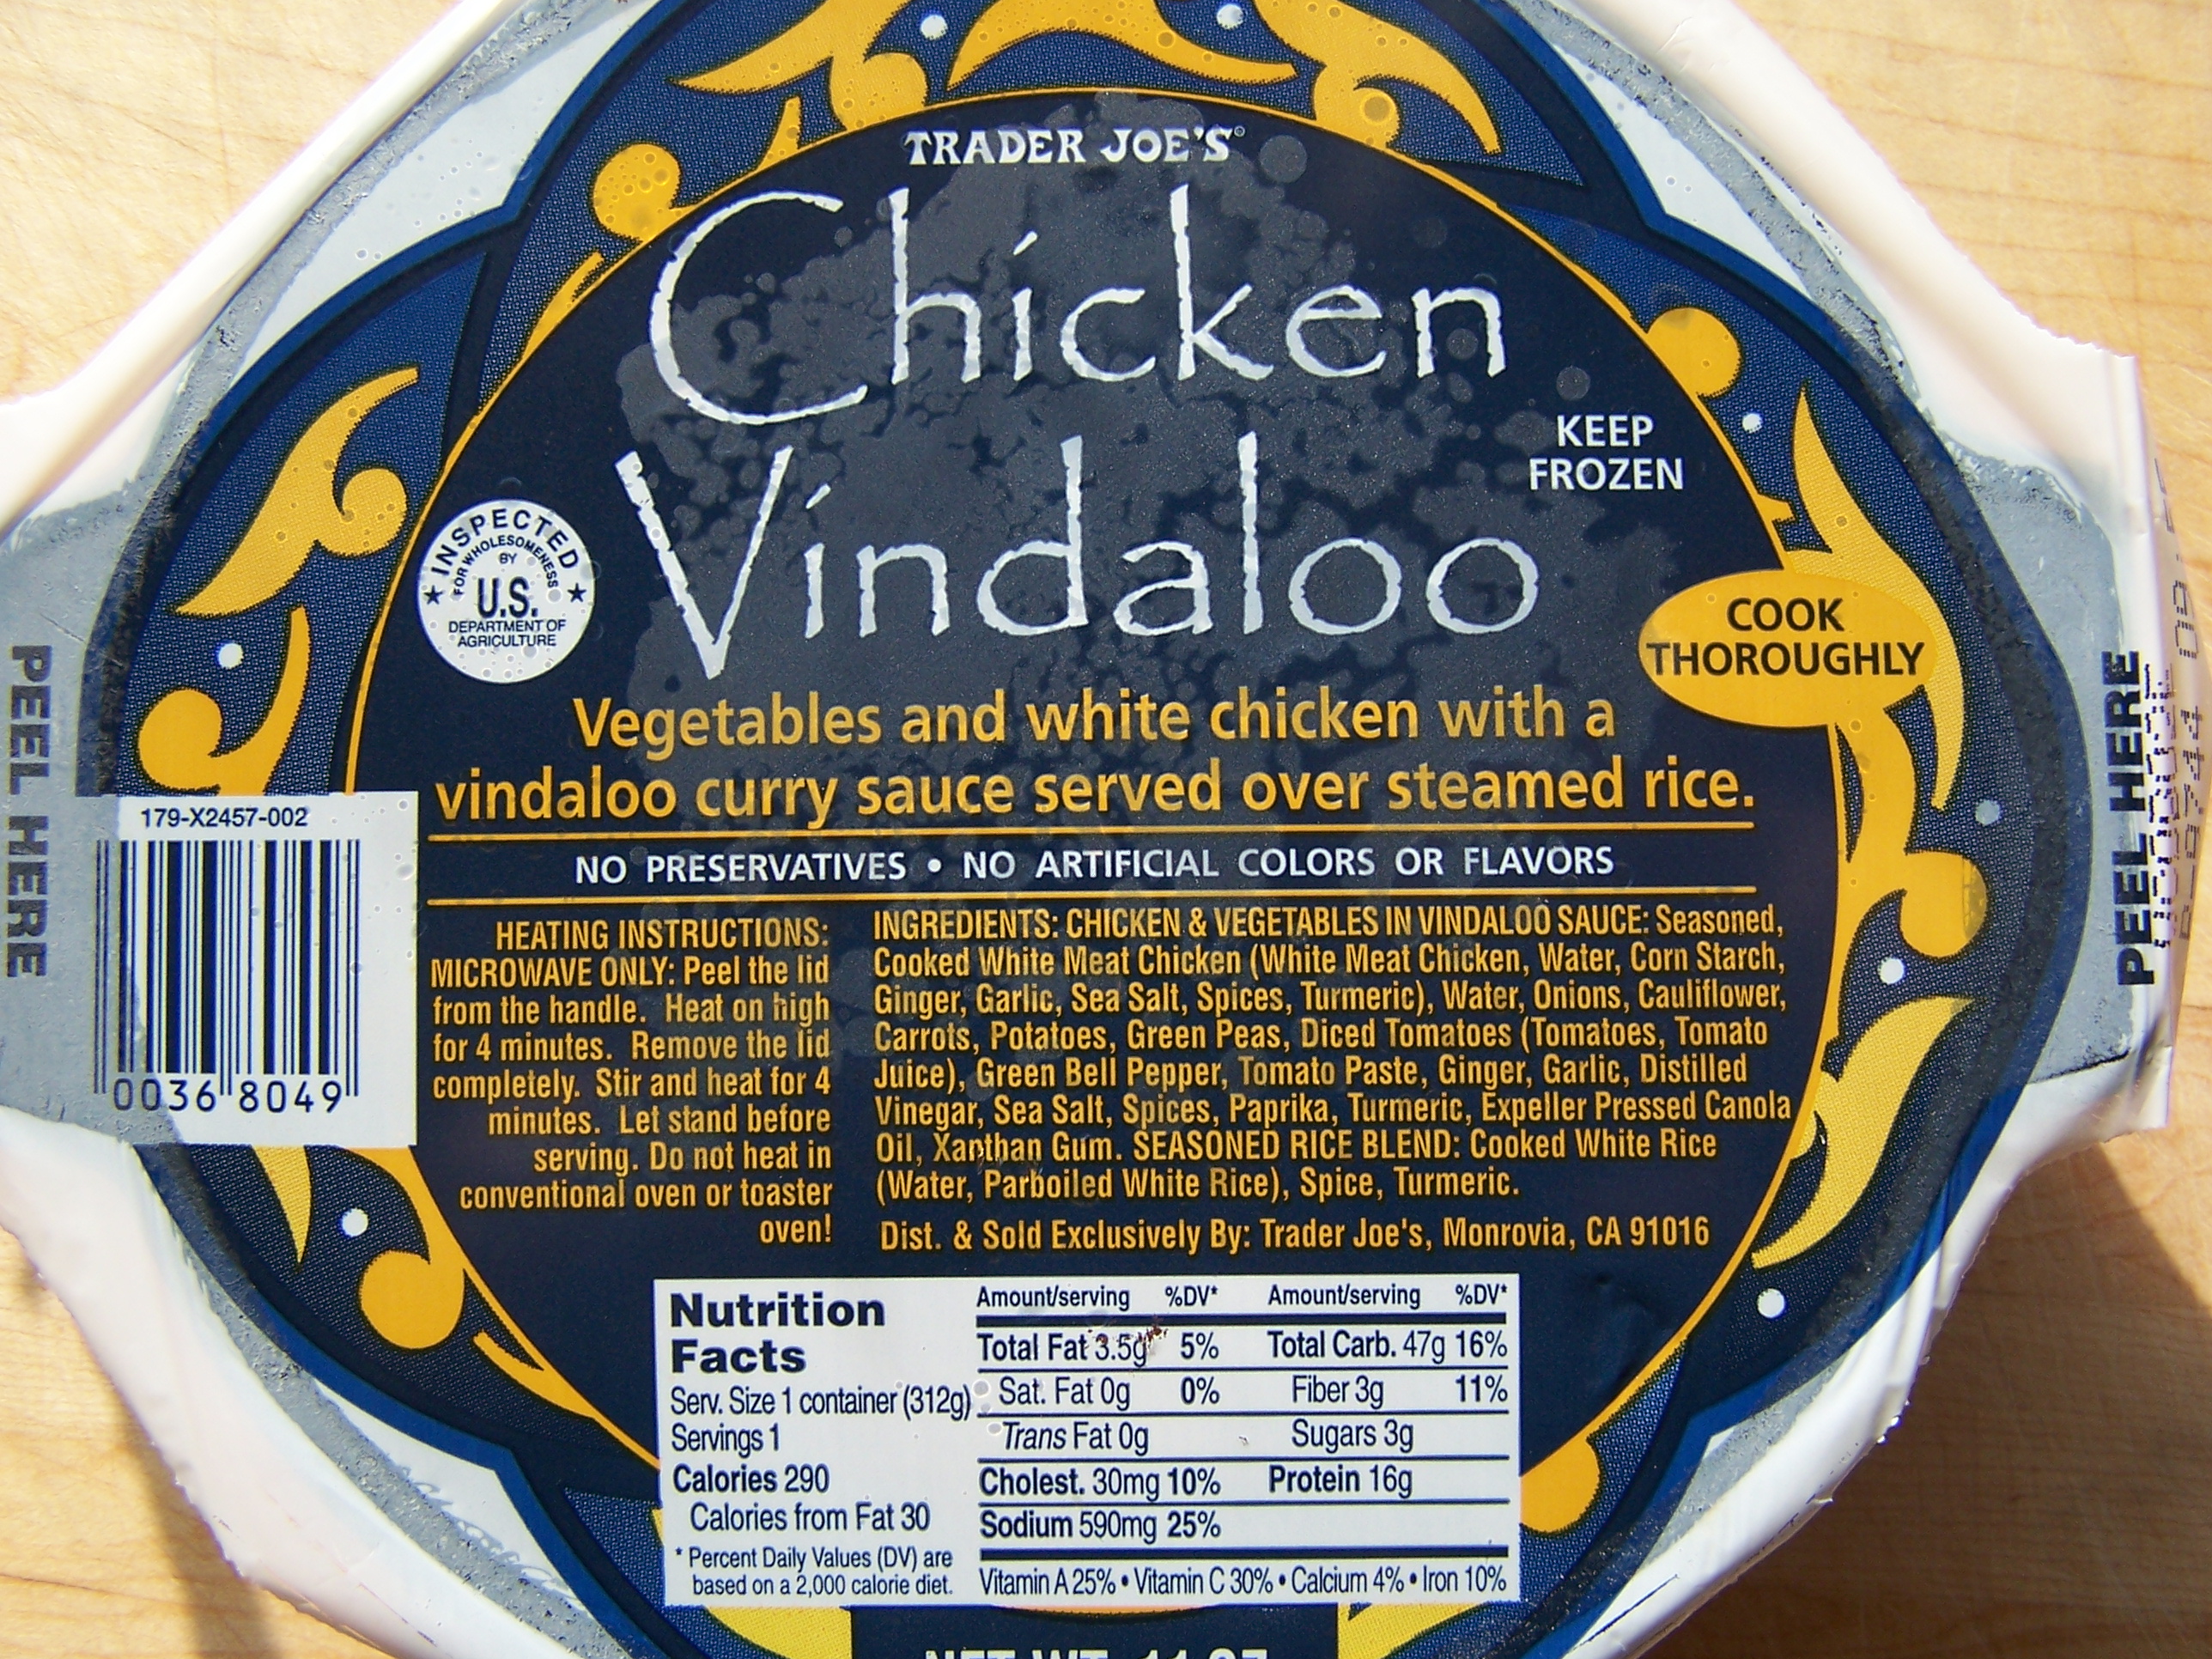 TRADER JOE'S®
Chicken
Vindaloo
KEEP
FROZEN
INSPECTED
FOR WHOLESOMENESS
BY
U.S.
DEPARTMENT OF
AGRICULTURE
COOK
THOROUGHLY
Vegetables and white chicken with a
vindaloo curry sauce served over steamed rice.
NO PRESERVATIVES • NO ARTIFICIAL COLORS OR FLAVORS
PEEL HERE
PEEL HERE
179-X2457-002
0036 8049
HEATING INSTRUCTIONS:
MICROWAVE ONLY: Peel the lid
from the handle. Heat on high
for 4 minutes. Remove the lid
completely. Stir and heat for 4
minutes. Let stand before
serving. Do not heat in
conventional oven or toaster
oven!
INGREDIENTS: CHICKEN & VEGETABLES IN VINDALOO SAUCE: Seasoned,
Cooked White Meat Chicken (White Meat Chicken, Water, Corn Starch,
Ginger, Garlic, Sea Salt, Spices, Turmeric), Water, Onions, Cauliflower,
Carrots, Potatoes, Green Peas, Diced Tomatoes (Tomatoes, Tomato
Juice), Green Bell Pepper, Tomato Paste, Ginger, Garlic, Distilled
Vinegar, Sea Salt, Spices, Paprika, Turmeric, Expeller Pressed Canola
Oil, Xanthan Gum. SEASONED RICE BLEND: Cooked White Rice
(Water, Parboiled White Rice), Spice, Turmeric.
Dist. & Sold Exclusively By: Trader Joe's, Monrovia, CA 91016
Nutrition
Facts
Serv. Size 1 container (312g)
Servings 1
Calories 290
Calories from Fat 30
* Percent Daily Values (DV) are
based on a 2,000 calorie diet.
Amount/serving %DV* Amount/serving %DV*
Total Fat 3.5g 5% Total Carb. 47g 16%
Sat. Fat 0g 0% Fiber 3g 11%
Trans Fat 0g Sugars 3g
Cholest. 30mg 10% Protein 16g
Sodium 590mg 25%
Vitamin A 25% • Vitamin C 30% • Calcium 4% • Iron 10%
NET WT. 11 OZ